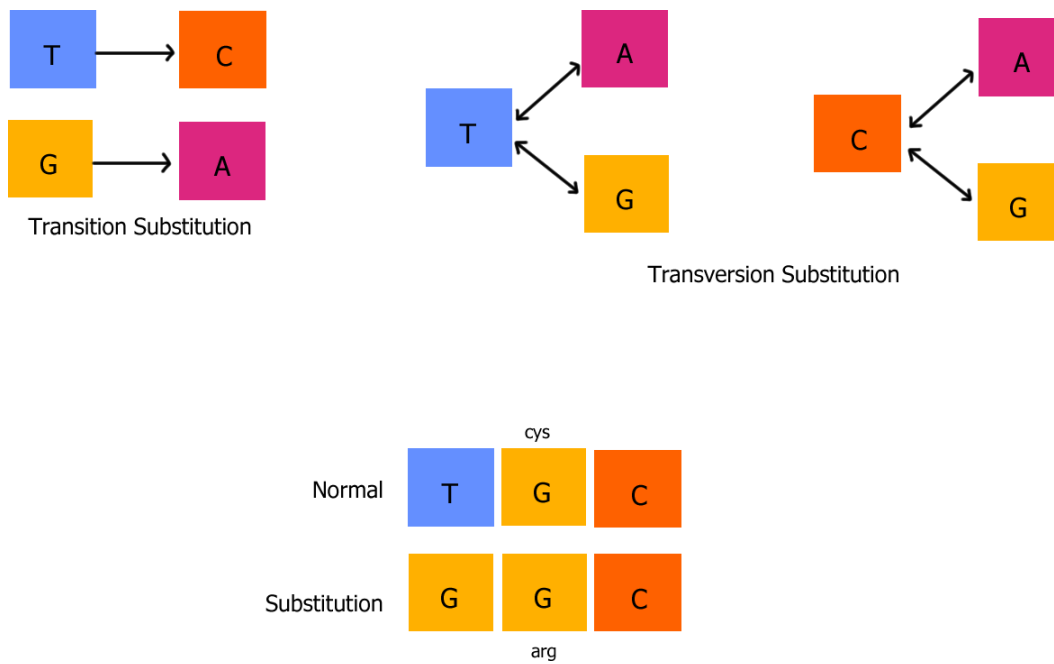 T
C
G
A
Transition Substitution
T
A
G
C
A
G
Transversion Substitution
cys
Normal
T
G
C
Substitution
G
G
C
arg